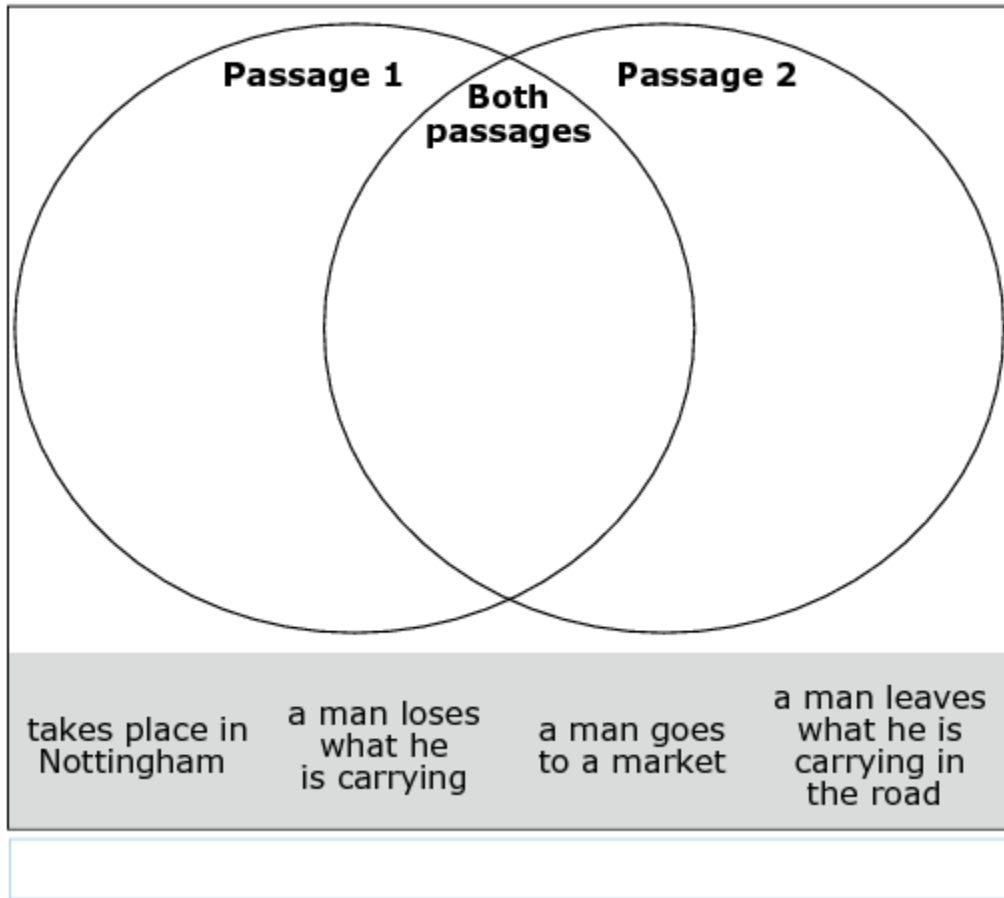 Passage 1
Both
passages
Passage 2
takes place in
Nottingham
a man loses
what he
is carrying
a man goes
to a market
a man leaves
what he is
carrying in
the road